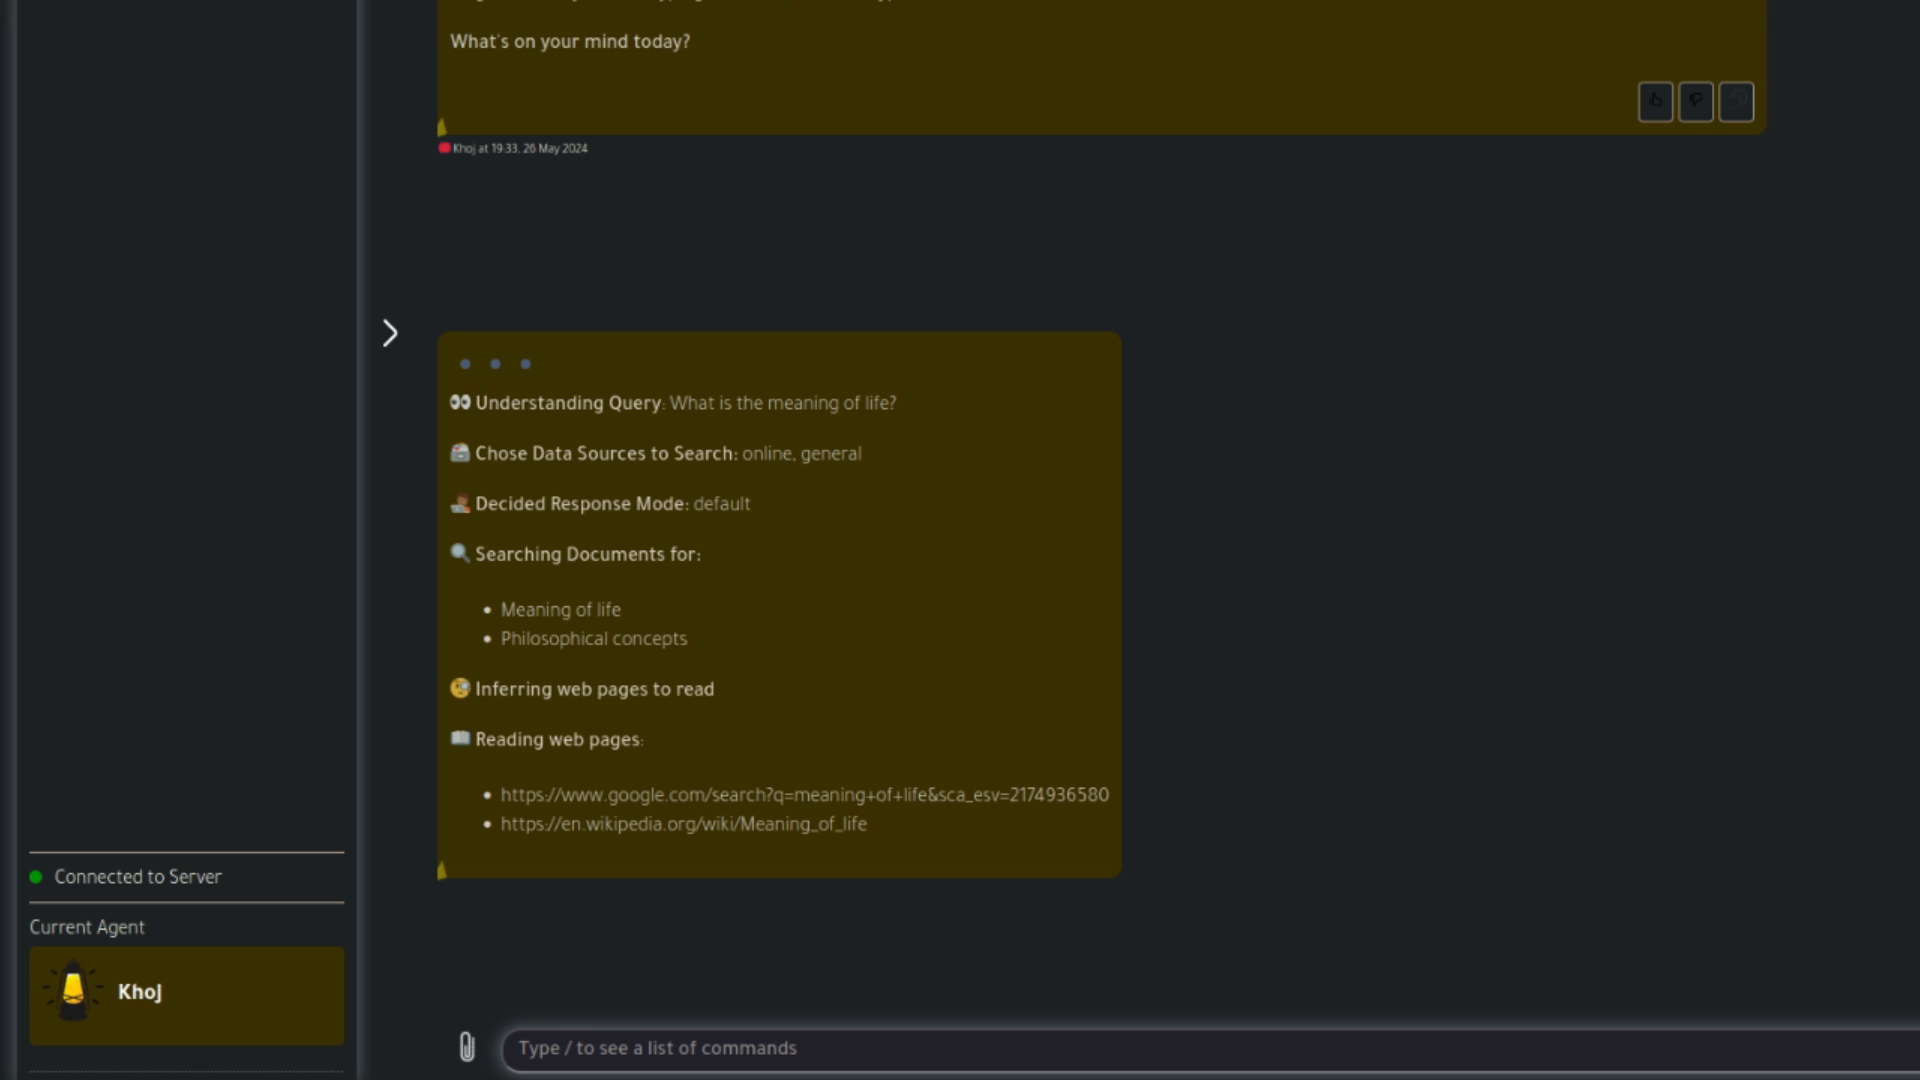 What's on your mind today?
Khoj at 19:33, 26 May 2024
Understanding Query: What is the meaning of life?
Chose Data Sources to Search: online, general
Decided Response Mode: default
Searching Documents for:
Meaning of life
Philosophical concepts
Inferring web pages to read
Reading web pages:
https://www.google.com/search?q=meaning+of+life&sca_esv=2174936580
https://en.wikipedia.org/wiki/Meaning_of_life
Connected to Server
Current Agent
Khoj
Type / to see a list of commands